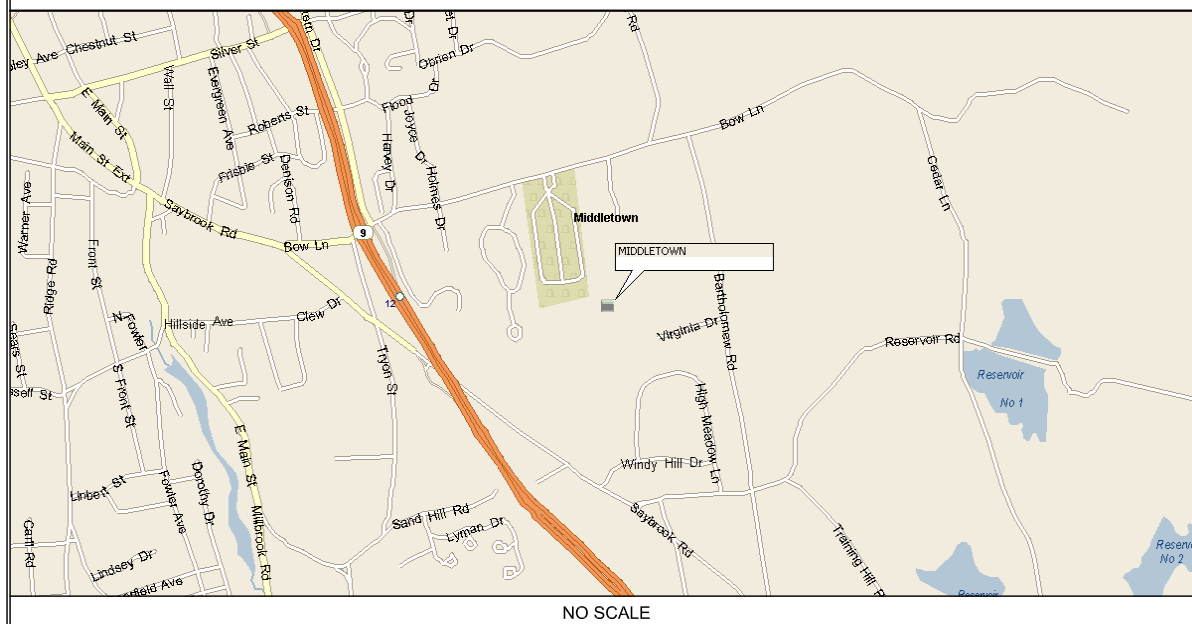 Rd
Chestnut St
Silver St
Obrien Dr
Wall St
Evergreen Ave
E Main St
Roberts St
Flood
Joyce
Dr
Bow Ln
Main St Ext
Frisbie St
Harvey Dr
Denison Rd
Dr
Holmes Dr
Cedar Ln
Warner Ave
Saybrook Rd
Middletown
Front St
Bow Ln
9
MIDDLETOWN
Ridge Rd
12
Bartholomew Rd
N Fowler
Hillside Ave
Clew Dr
Virginia Dr
Reservoir Rd
Sears St
Tryon St
Reservoir
No 1
S Front St
High Meadow Ln
E Main St
Windy Hill Dr
Linbett St
Fowler Ave
Dorothy Dr
Millbrook Rd
Sand Hill Rd
Lyman Dr
Saybrook Rd
Training Hill
Lindsey Dr
No 2
Reservoir
NO SCALE